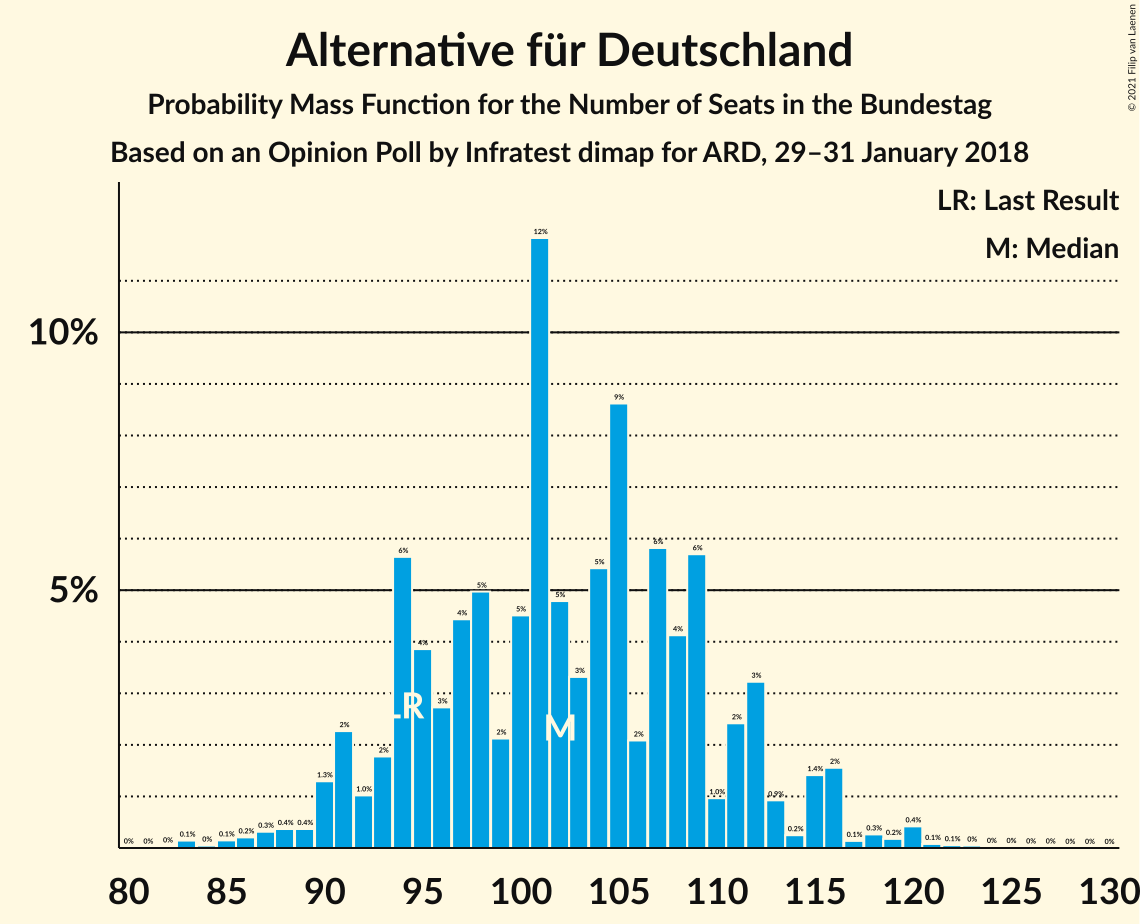 © 2021 Filip van Laenen
Alternative für Deutschland
Probability Mass Function for the Number of Seats in the Bundestag
Based on an Opinion Poll by Infratest dimap for ARD, 29–31 January 2018
LR: Last Result
M: Median
10%
5%
0% 0% 0% 0.1% 0% 0.1% 0.2% 0.3% 0.4% 0.4% 1.3% 2% 1.0% 2% 6% 4% 3% 4% 5% 2% 5% 12% 5% 3% 5% 9% 2% 6% 4% 6% 1.0% 2% 3% 0.9% 0.2% 1.4% 2% 0.1% 0.3% 0.2% 0.4% 0.1% 0.1% 0% 0% 0% 0% 0% 0% 0% 0%
LR
M
80 85 90 95 100 105 110 115 120 125 130